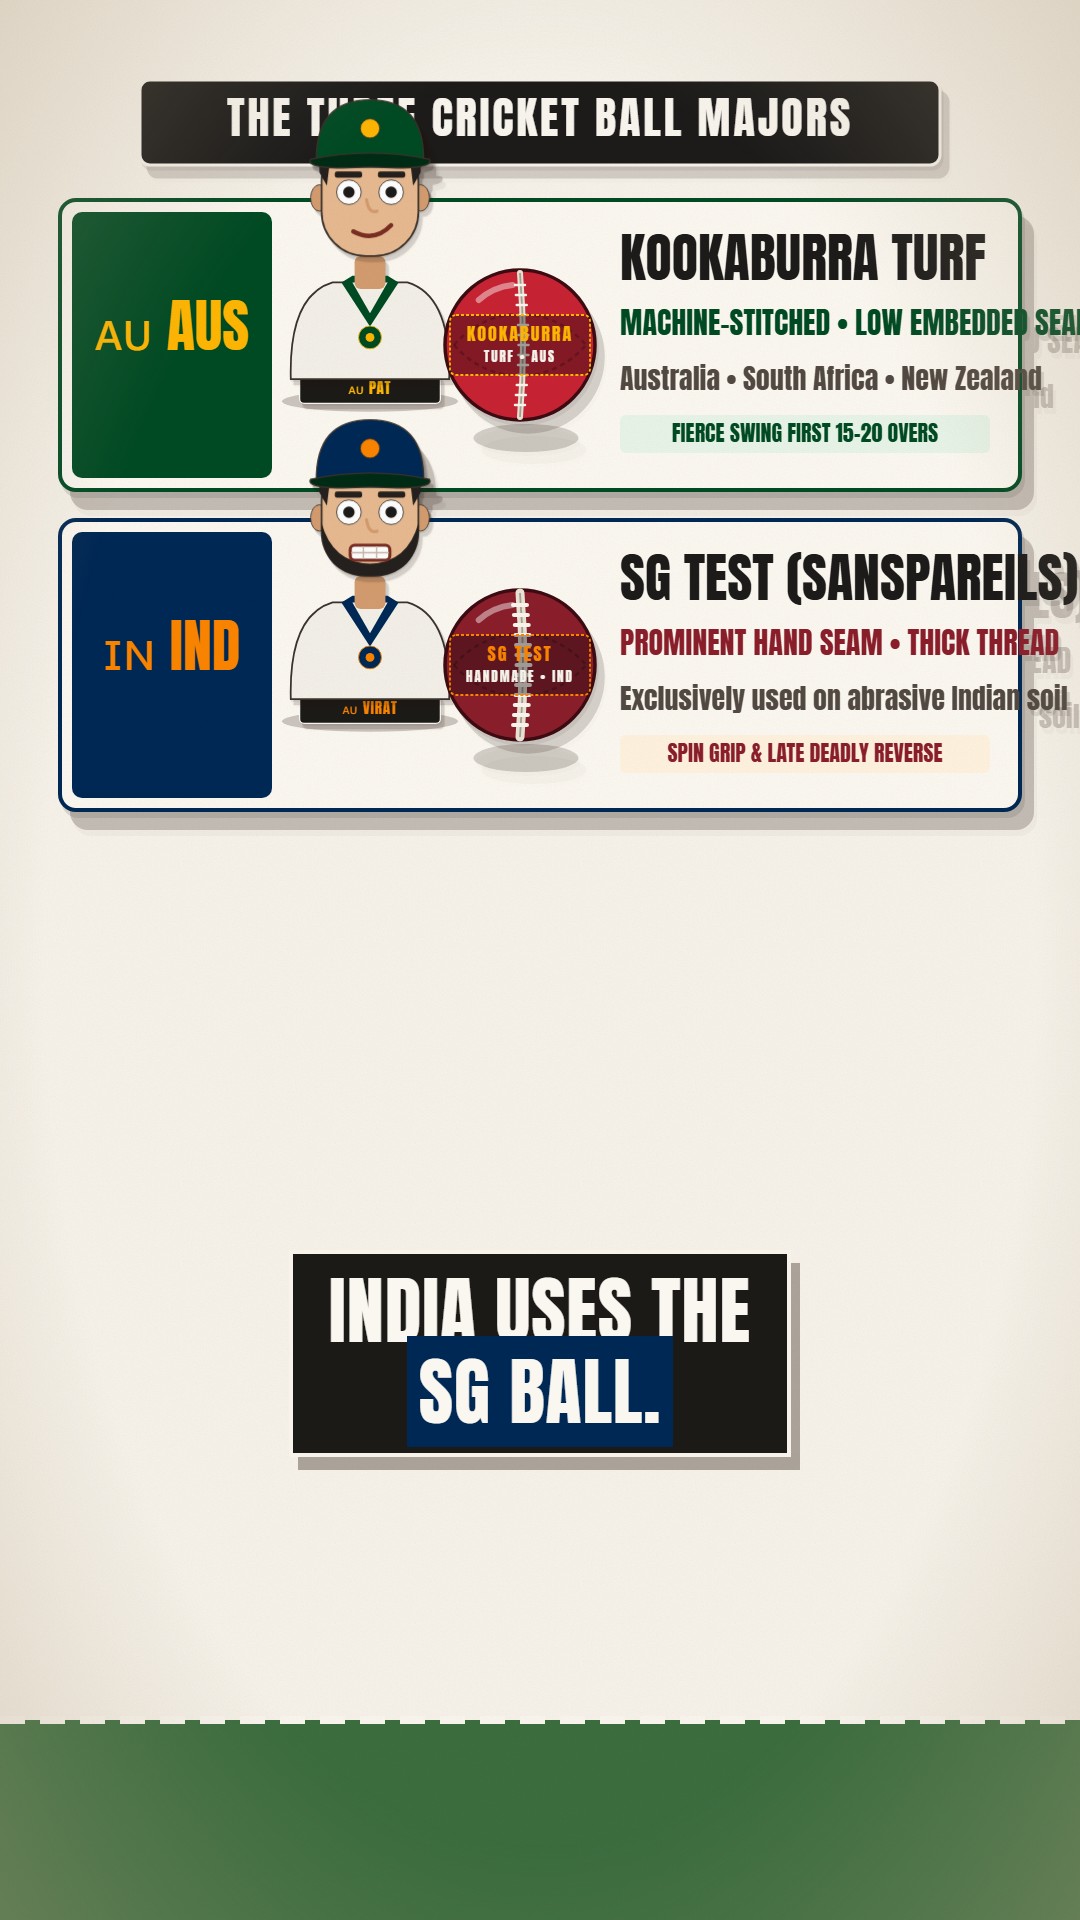 THE CRICKET BALL MAJORS
AU AUS
KOOKABURRA
TURF • AUS
AU PAT
KOOKABURRA TURF
MACHINE-STITCHED • LOW EMBEDDED SEAM
Australia • South Africa • New Zealand
FIERCE SWING FIRST 15-20 OVERS
IN IND
SG TEST
HANDMADE • IND
AU VIRAT
SG TEST (SANSPAREILS)
PROMINENT HAND SEAM • THICK THREAD
Exclusively used on abrasive Indian soil
SPIN GRIP & LATE DEADLY REVERSE
INDIA USES THE
SG BALL.